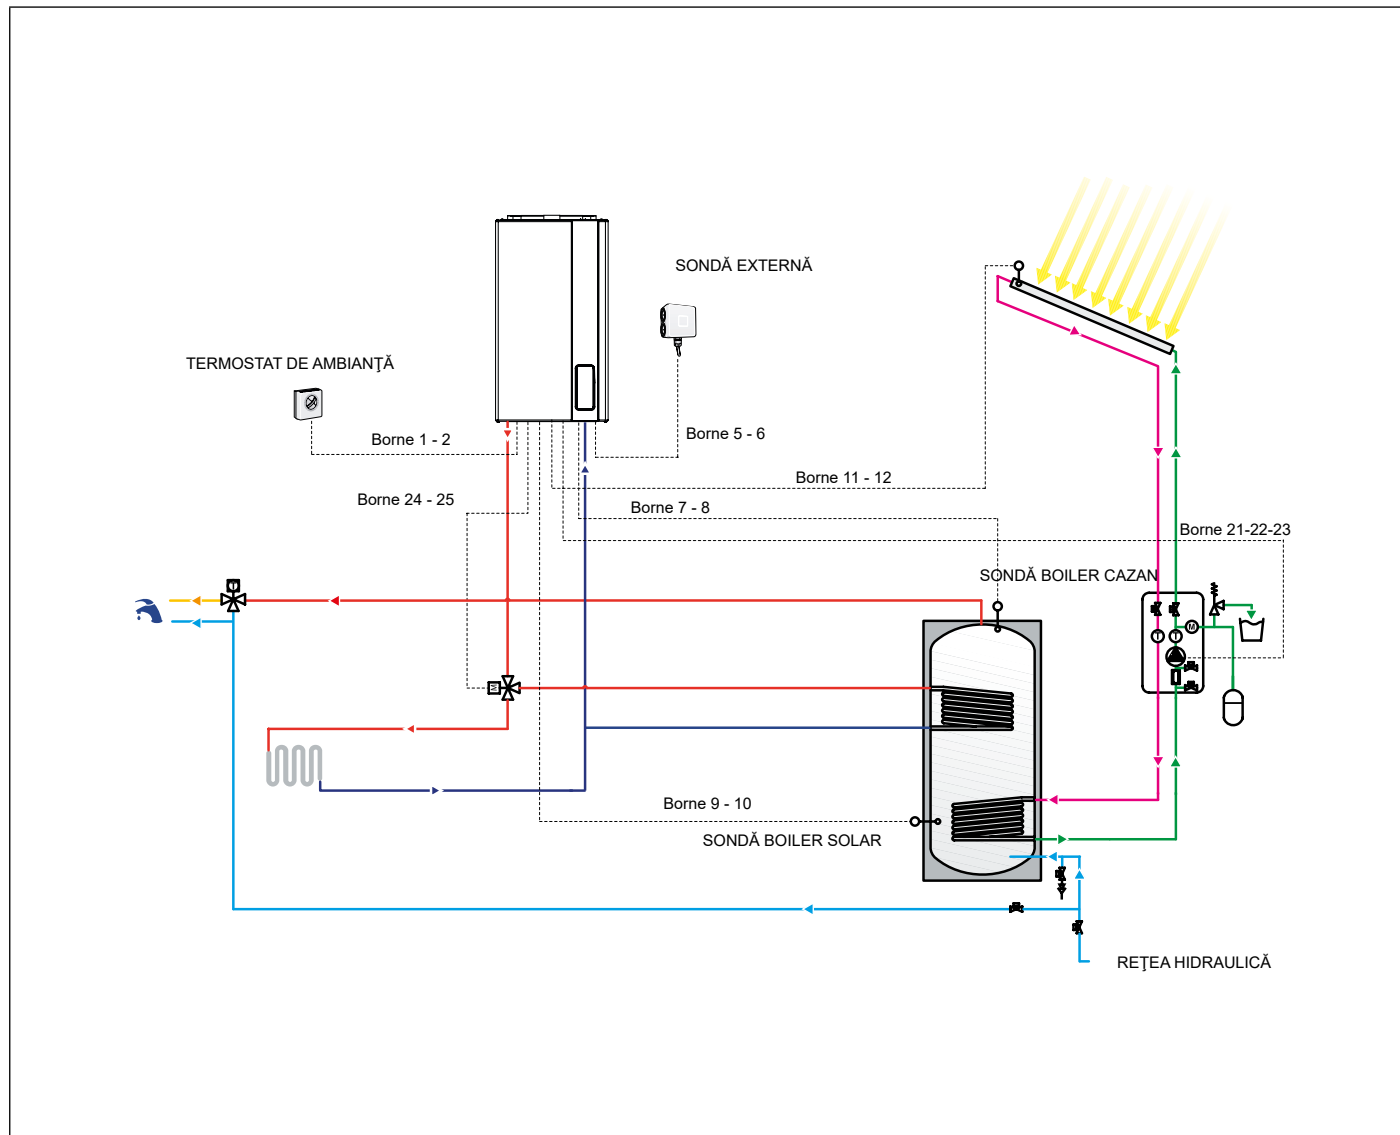 SONDĂ EXTERNĂ
TERMOSTAT DE AMBIANŢĂ
Borne 1 - 2
Borne 5 - 6
Borne 11 - 12
Borne 24 - 25
Borne 7 - 8
Borne 21-22-23
SONDĂ BOILER CAZAN
M
T
T
M
Borne 9 - 10
SONDĂ BOILER SOLAR
REŢEA HIDRAULICĂ